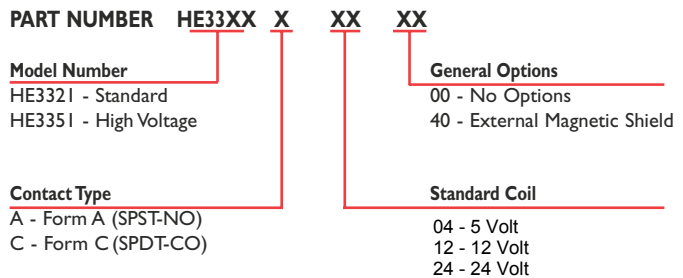 PART NUMBER HE33XX X XX XX
Model Number
HE3321 - Standard
HE3351 - High Voltage
General Options
00 - No Options
40 - External Magnetic Shield
Contact Type
A - Form A (SPST-NO)
C - Form C (SPDT-CO)
Standard Coil
04 - 5 Volt
12 - 12 Volt
24 - 24 Volt